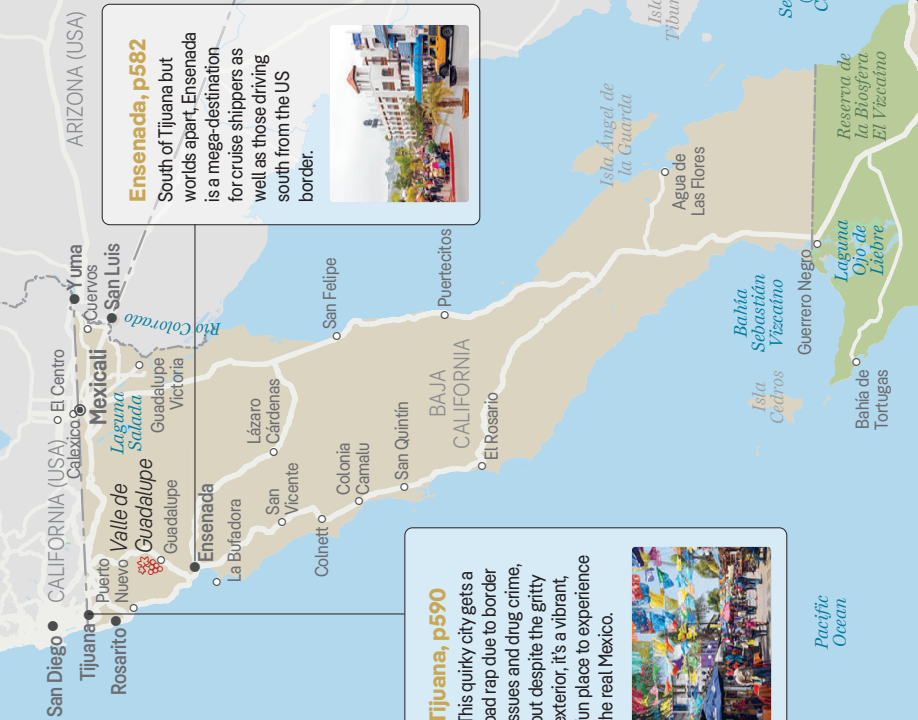 San Diego
CALIFORNIA (USA)
El Centro
Calexico
Yuma
Cuervos
ARIZONA (USA)
Tijuana
Mexicali
San Luis
Rosarito
Puerto
Nuevo
Valle de
Guadalupe
Laguna
Salada
Río Colorado
Guadalupe
Guadalupe
Victoria
Ensenada, p582
South of Tijuana but
worlds apart, Ensenada
is a mega-destination
for cruise shippers as
well as those driving
south from the US
border.
Ensenada
La Bufadora
San
Vicente
Lázaro
Cárdenas
Colnett
San Felipe
Colonia
Camalu
San Quintín
Puertecitos
BAJA
CALIFORNIA
El Rosario
Tijuana, p590
This quirky city gets a
rap due to border
and drug crime,
despite the gritty
exterior, it's a vibrant,
place to experience
real Mexico.
Isla Ángel de
la Guarda
Agua de
Las Flores
Bahía
Sebastián
Vizcaíno
Isla
Cedros
Guerrero Negro
Laguna
Ojo de
Liebre
Reserva de
la Biosfera
El Vizcaíno
Bahía de
Tortugas
Pacific
Ocean
Isla